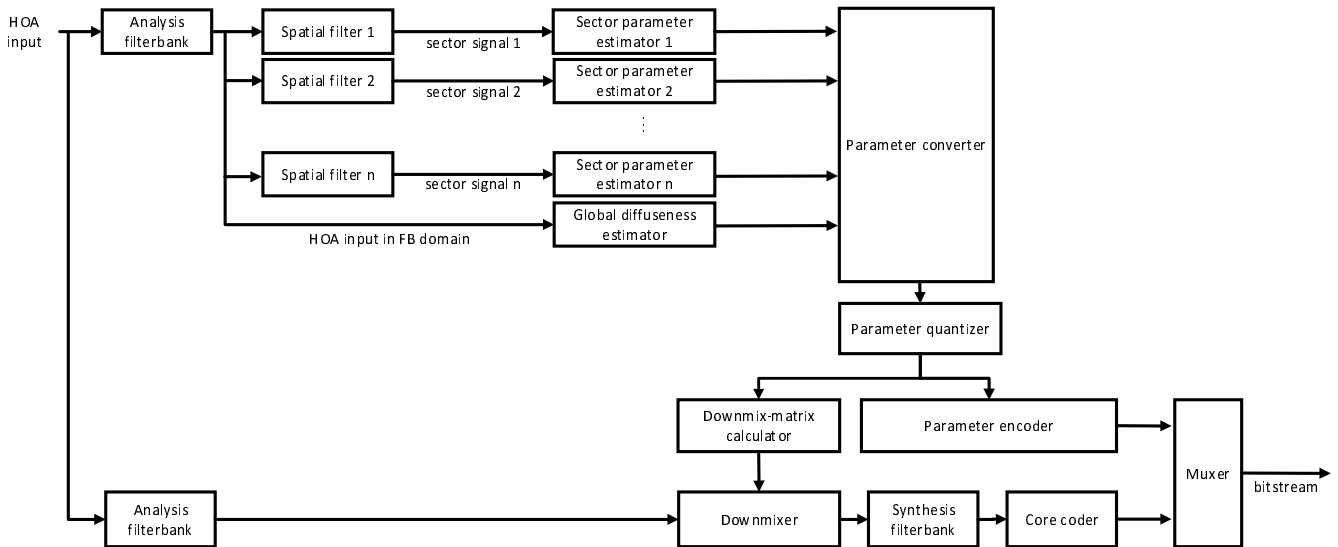 HOA
input
Analysis
filterbank
Spatial filter 1
sector signal 1
Sector parameter
estimator 1
Spatial filter 2
sector signal 2
Sector parameter
estimator 2
Parameter converter
Spatial filter n
sector signal n
Sector parameter
estimator n
HOA input in FB domain
Global diffuseness
estimator
Parameter quantizer
Downmix-matrix
calculator
Parameter encoder
Muxer
bitstream
Analysis
filterbank
Downmixer
Synthesis
filterbank
Core coder